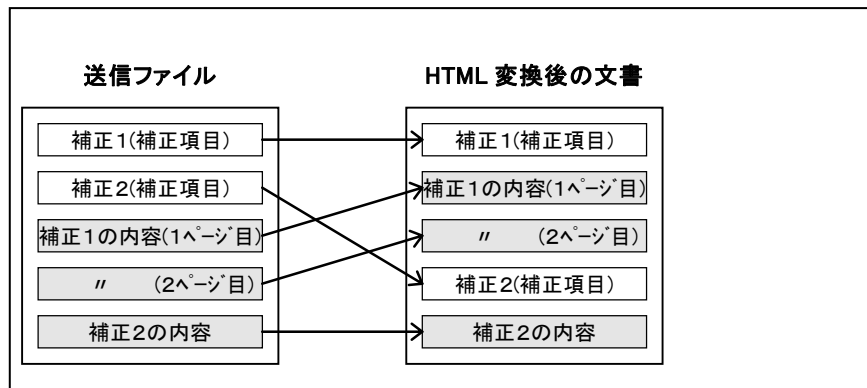 送信ファイル
補正1(補正項目)
補正2(補正項目)
補正1の内容(1ページ目)
〃 (2ページ目)
補正2の内容
HTML 変換後の文書
補正1(補正項目)
補正1の内容(1ページ目)
〃 (2ページ目)
補正2(補正項目)
補正2の内容